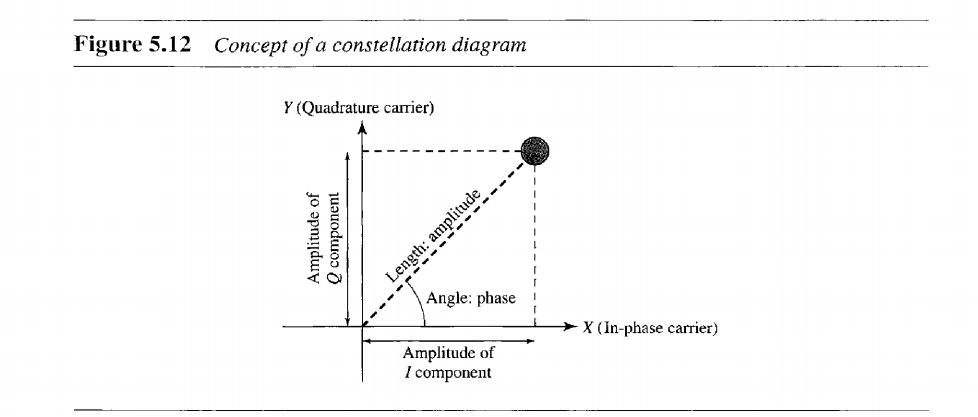 Figure 5.12 Concept of a constellation diagram
Y (Quadrature carrier)
Amplitude of
Q component
Length: amplitude
Angle: phase
X (In-phase carrier)
Amplitude of
I component